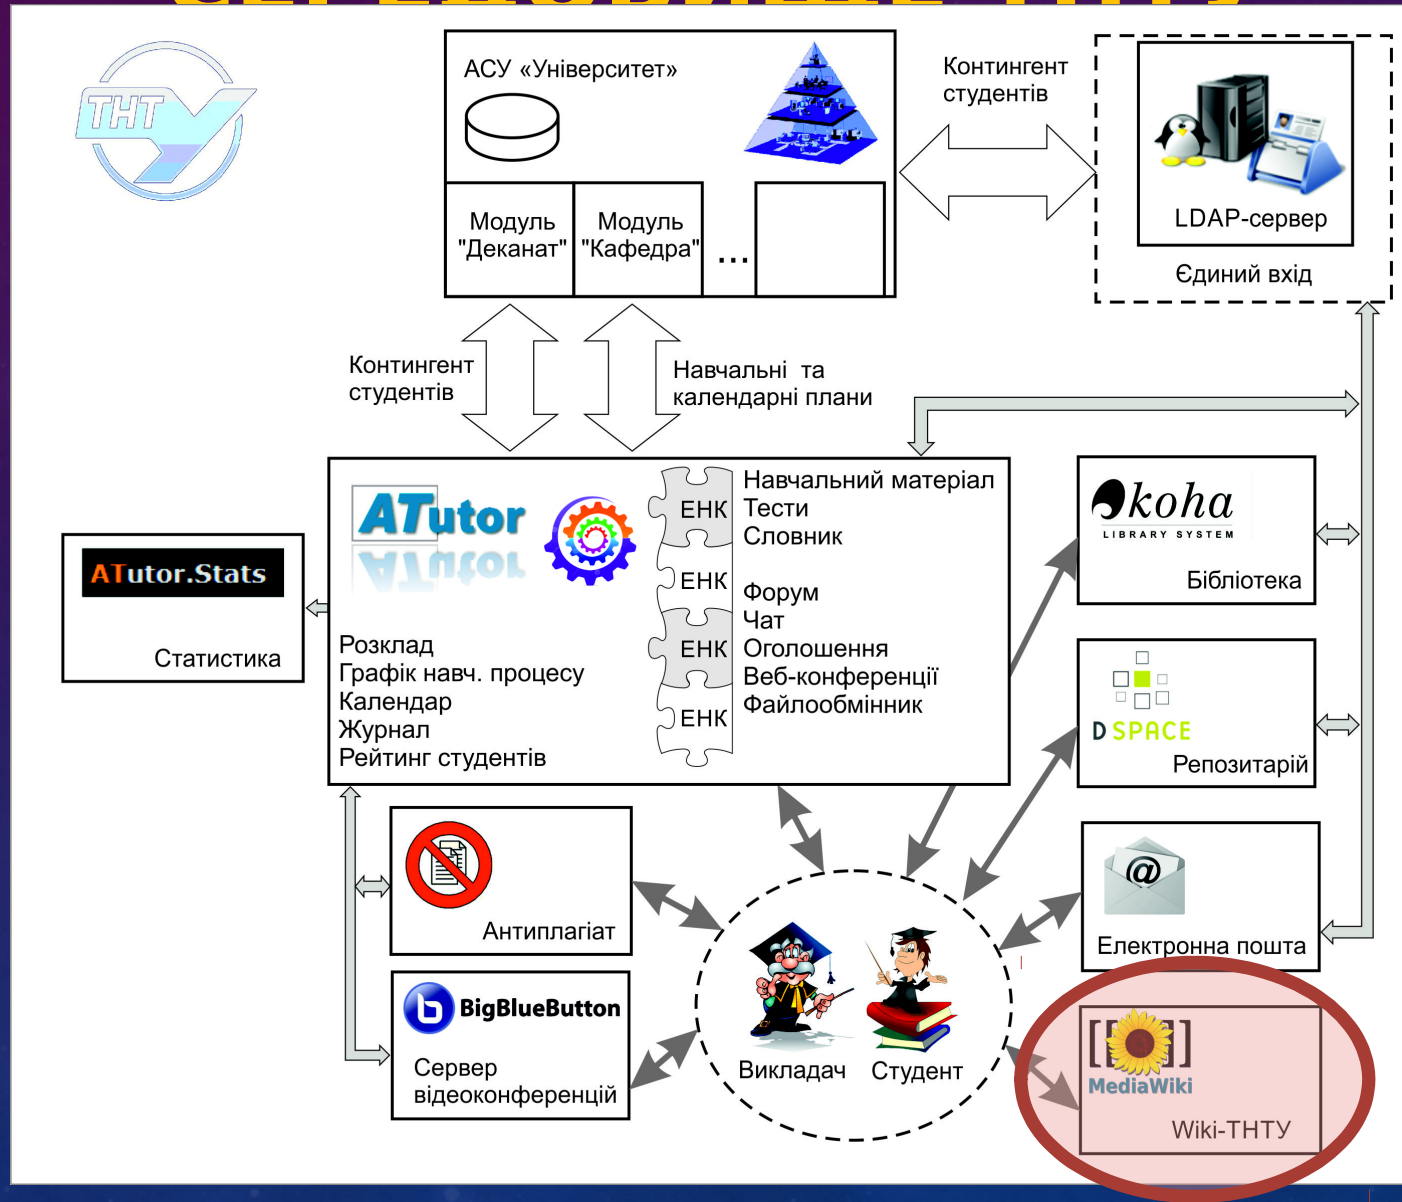 СЕРЕДОВИЩЕ ТНТУ
ТНТУ
АСУ «Університет»
Модуль
"Деканат"
Модуль
"Кафедра"
...
Контингент
студентів
LDAP-сервер
Єдиний вхід
Контингент
студентів
Навчальні та
календарні плани
ATutor
ЕНК
ЕНК
ЕНК
ЕНК
Навчальний матеріал
Тести
Словник
Форум
Чат
Оголошення
Веб-конференції
Файлообмінник
Розклад
Графік навч. процесу
Календар
Журнал
Рейтинг студентів
ATutor.Stats
Статистика
koha
LIBRARY SYSTEM
Бібліотека
DSPACE
Репозитарій
@
Електронна пошта
Антиплагіат
b BigBlueButton
Сервер
відеоконференцій
Викладач
Студент
[[ ]]
MediaWiki
Wiki-ТНТУ